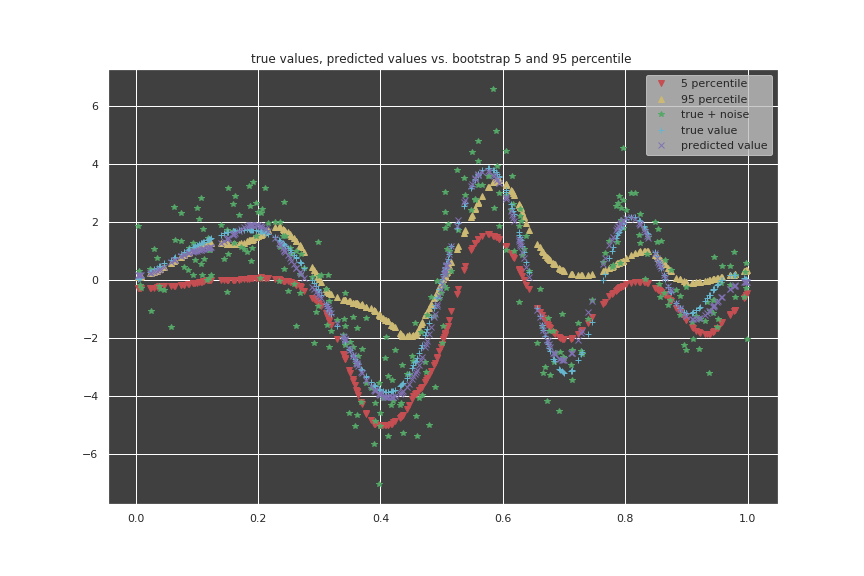 true values, predicted values vs. bootstrap 5 and 95 percentile
5 percentile
95 percetile
true + noise
true value
predicted value
6
4
2
0
−2
−4
−6
0.0 0.2 0.4 0.6 0.8 1.0